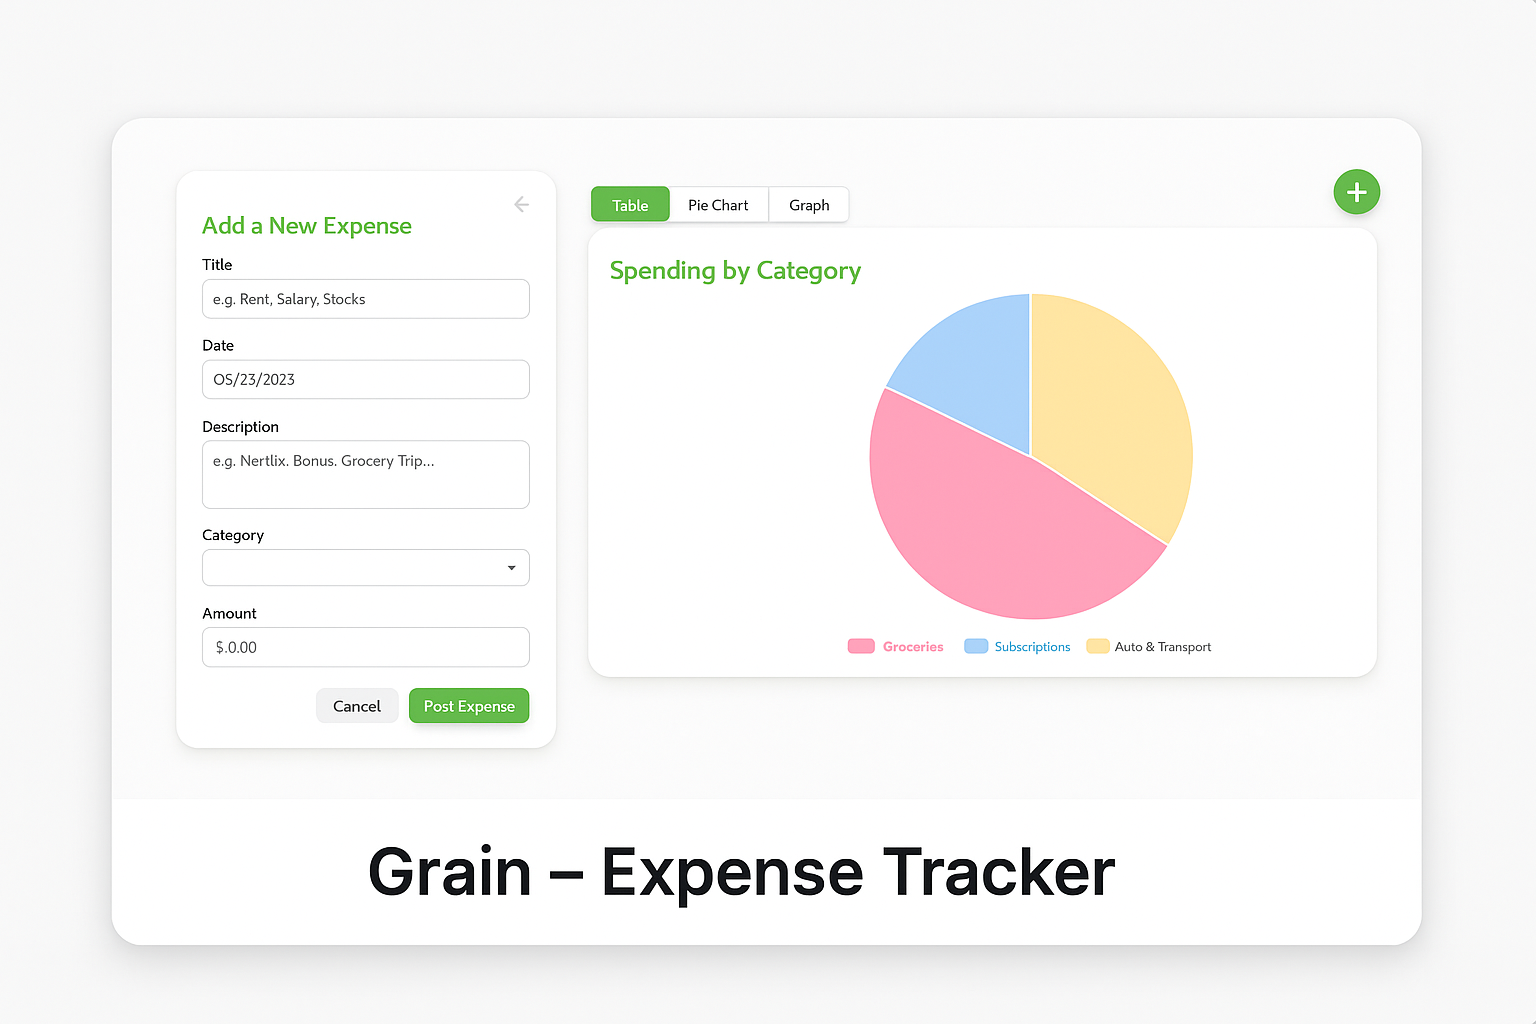 Add a New Expense
Title
e.g. Rent, Salary, Stocks
Date
OS/23/2023
Description
e.g. Nertlix. Bonus. Grocery Trip...
Category
Amount
$.0.00
Cancel
Post Expense
Table
Pie Chart
Graph
Spending by Category
Groceries
Subscriptions
Auto & Transport
Grain – Expense Tracker